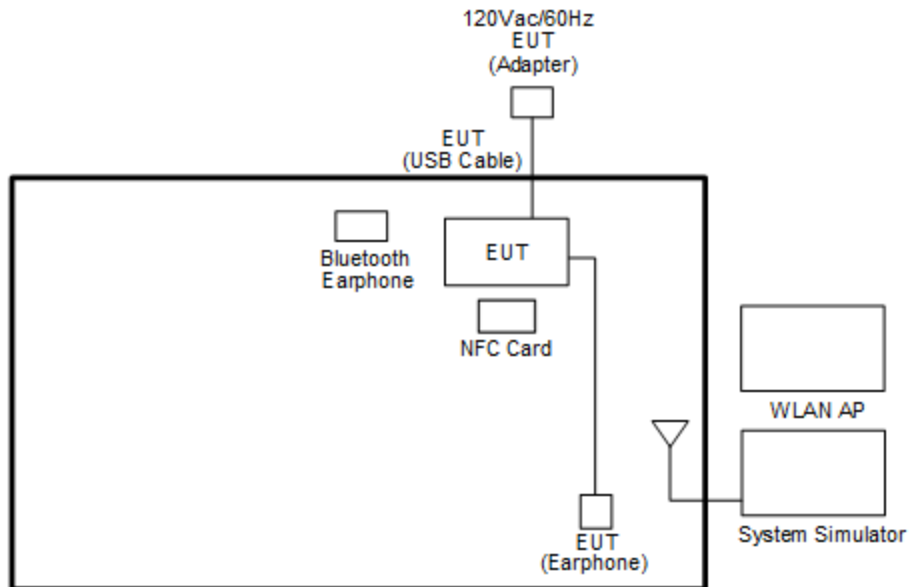 120Vac/60Hz
EUT
(Adapter)
EUT
(USB Cable)
Bluetooth
Earphone
EUT
NFC Card
WLAN AP
System Simulator
EUT
(Earphone)